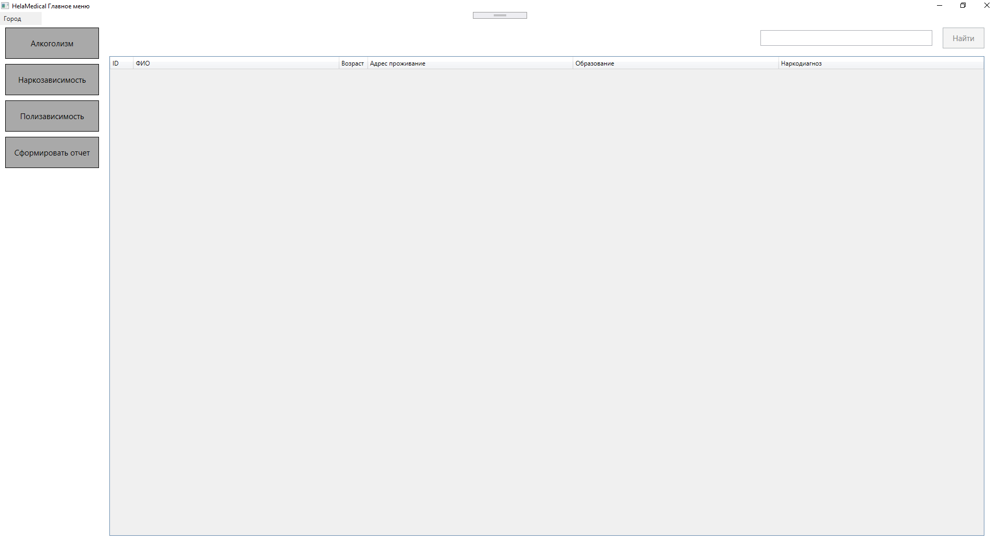 HelaMedical Главное меню
Город
Алкоголизм
Наркозависимость
Полизависимость
Сформировать отчет
Найти
ID ФИО Возраст Адрес проживание Образование Наркодиагноз